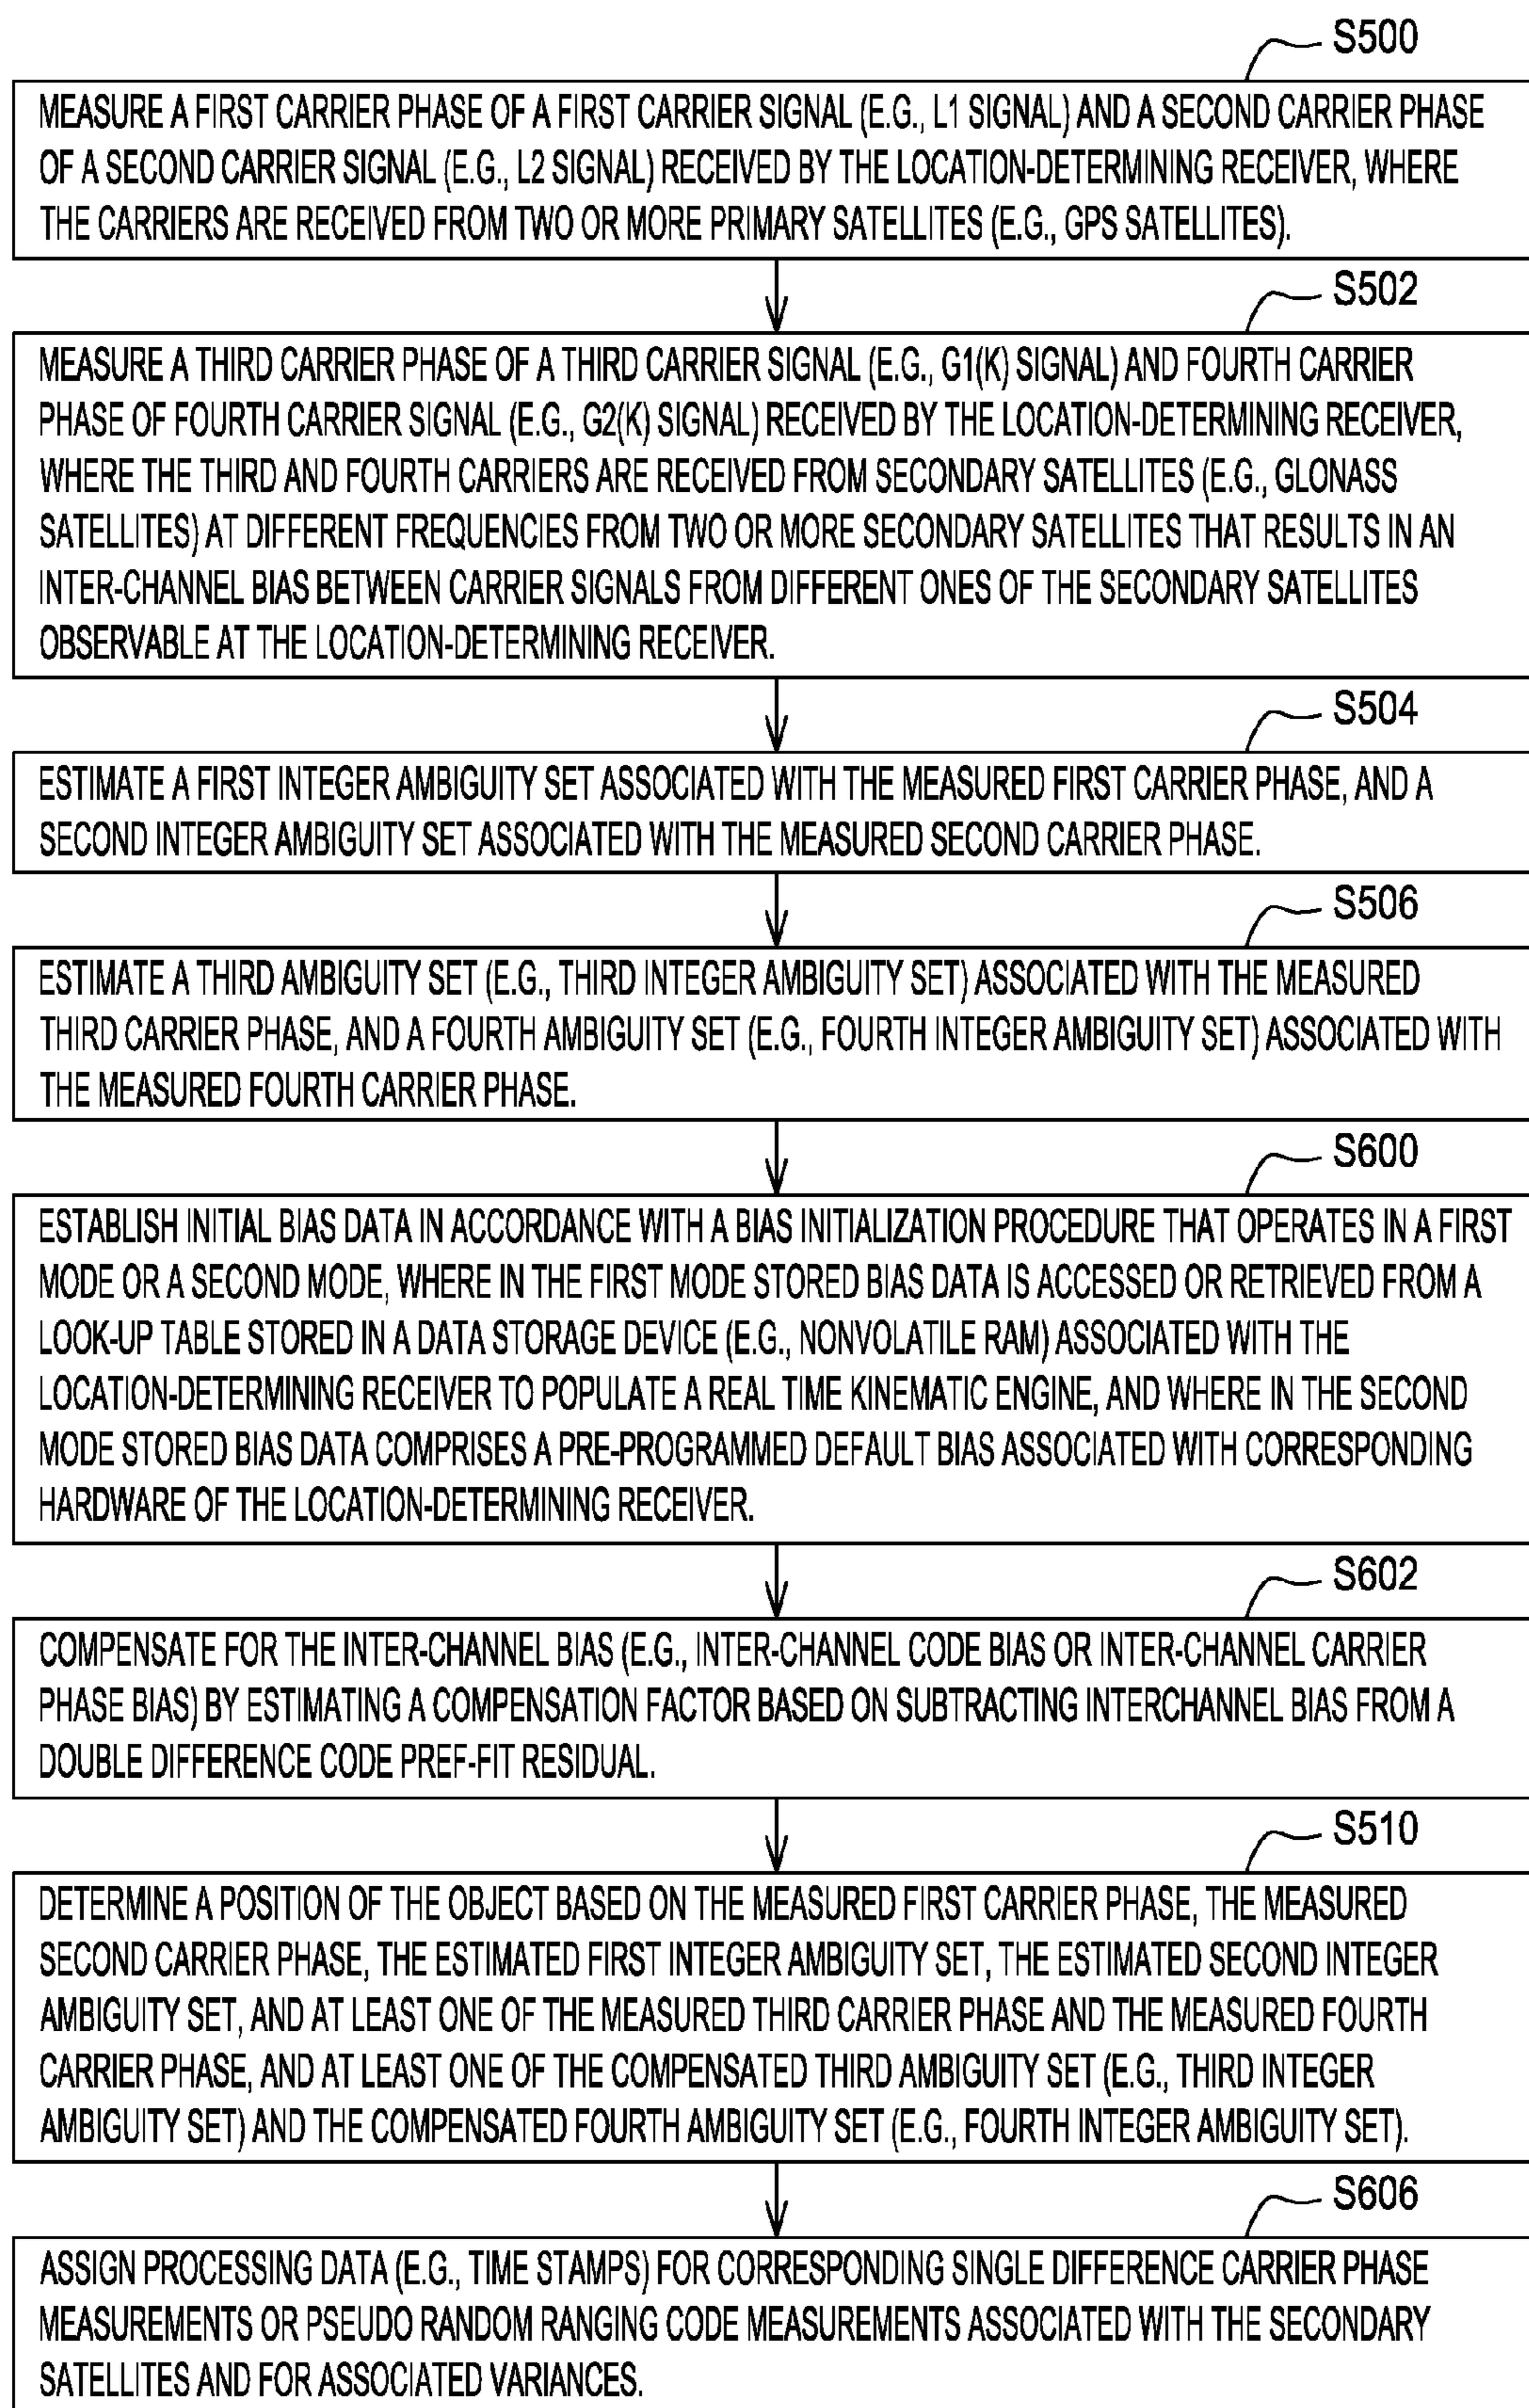 S500
MEASURE A FIRST CARRIER PHASE OF A FIRST CARRIER SIGNAL (E.G., L1 SIGNAL) AND A SECOND CARRIER PHASE
OF A SECOND CARRIER SIGNAL (E.G., L2 SIGNAL) RECEIVED BY THE LOCATION-DETERMINING RECEIVER, WHERE
THE CARRIERS ARE RECEIVED FROM TWO OR MORE PRIMARY SATELLITES (E.G., GPS SATELLITES).
S502
MEASURE A THIRD CARRIER PHASE OF A THIRD CARRIER SIGNAL (E.G., G1(K) SIGNAL) AND FOURTH CARRIER
PHASE OF FOURTH CARRIER SIGNAL (E.G., G2(K) SIGNAL) RECEIVED BY THE LOCATION-DETERMINING RECEIVER,
WHERE THE THIRD AND FOURTH CARRIERS ARE RECEIVED FROM SECONDARY SATELLITES (E.G., GLONASS
SATELLITES) AT DIFFERENT FREQUENCIES FROM TWO OR MORE SECONDARY SATELLITES THAT RESULTS IN AN
INTER-CHANNEL BIAS BETWEEN CARRIER SIGNALS FROM DIFFERENT ONES OF THE SECONDARY SATELLITES
OBSERVABLE AT THE LOCATION-DETERMINING RECEIVER.
S504
ESTIMATE A FIRST INTEGER AMBIGUITY SET ASSOCIATED WITH THE MEASURED FIRST CARRIER PHASE, AND A
SECOND INTEGER AMBIGUITY SET ASSOCIATED WITH THE MEASURED SECOND CARRIER PHASE.
S506
ESTIMATE A THIRD AMBIGUITY SET (E.G., THIRD INTEGER AMBIGUITY SET) ASSOCIATED WITH THE MEASURED
THIRD CARRIER PHASE, AND A FOURTH AMBIGUITY SET (E.G., FOURTH INTEGER AMBIGUITY SET) ASSOCIATED WITH
THE MEASURED FOURTH CARRIER PHASE.
S600
ESTABLISH INITIAL BIAS DATA IN ACCORDANCE WITH A BIAS INITIALIZATION PROCEDURE THAT OPERATES IN A FIRST
MODE OR A SECOND MODE, WHERE IN THE FIRST MODE STORED BIAS DATA IS ACCESSED OR RETRIEVED FROM A
LOOK-UP TABLE STORED IN A DATA STORAGE DEVICE (E.G., NONVOLATILE RAM) ASSOCIATED WITH THE
LOCATION-DETERMINING RECEIVER TO POPULATE A REAL TIME KINEMATIC ENGINE, AND WHERE IN THE SECOND
MODE STORED BIAS DATA COMPRISES A PRE-PROGRAMMED DEFAULT BIAS ASSOCIATED WITH CORRESPONDING
HARDWARE OF THE LOCATION-DETERMINING RECEIVER.
S602
COMPENSATE FOR THE INTER-CHANNEL BIAS (E.G., INTER-CHANNEL CODE BIAS OR INTER-CHANNEL CARRIER
PHASE BIAS) BY ESTIMATING A COMPENSATION FACTOR BASED ON SUBTRACTING INTERCHANNEL BIAS FROM A
DOUBLE DIFFERENCE CODE PREF-FIT RESIDUAL.
S510
DETERMINE A POSITION OF THE OBJECT BASED ON THE MEASURED FIRST CARRIER PHASE, THE MEASURED
SECOND CARRIER PHASE, THE ESTIMATED FIRST INTEGER AMBIGUITY SET, THE ESTIMATED SECOND INTEGER
AMBIGUITY SET, AND AT LEAST ONE OF THE MEASURED THIRD CARRIER PHASE AND THE MEASURED FOURTH
CARRIER PHASE, AND AT LEAST ONE OF THE COMPENSATED THIRD AMBIGUITY SET (E.G., THIRD INTEGER
AMBIGUITY SET) AND THE COMPENSATED FOURTH AMBIGUITY SET (E.G., FOURTH INTEGER AMBIGUITY SET).
S606
ASSIGN PROCESSING DATA (E.G., TIME STAMPS) FOR CORRESPONDING SINGLE DIFFERENCE CARRIER PHASE
MEASUREMENTS OR PSEUDO RANDOM RANGING CODE MEASUREMENTS ASSOCIATED WITH THE SECONDARY
SATELLITES AND FOR ASSOCIATED VARIANCES.